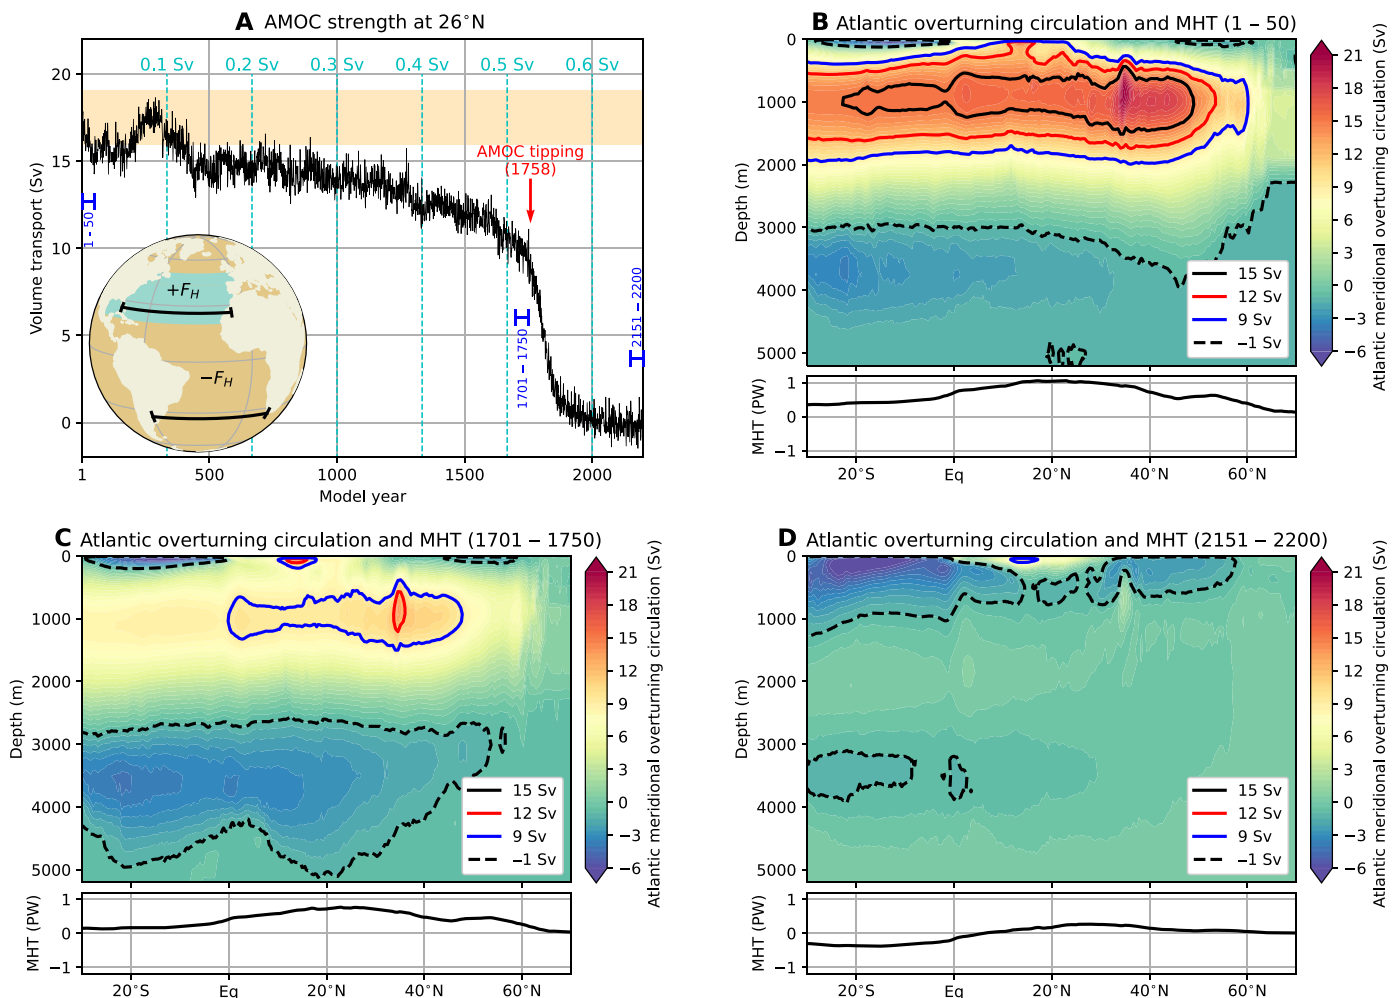 A AMOC strength at 26°N
0.1 Sv 0.2 Sv 0.3 Sv 0.4 Sv 0.5 Sv 0.6 Sv
Volume transport (Sv)
20
15
10
5
0
AMOC tipping
(1758)
1 - 50
1701 − 1750
2151 − 2200
+F_H
−F_H
1 500 1000 1500 2000
Model year
B Atlantic overturning circulation and MHT (1 − 50)
Depth (m)
0
1000
2000
3000
4000
5000
15 Sv
12 Sv
9 Sv
−1 Sv
21
18
15
12
9
6
3
0
−3
−6
Atlantic meridional overturning circulation (Sv)
MHT (PW)
1
0
−1
20°S Eq 20°N 40°N 60°N
C Atlantic overturning circulation and MHT (1701 − 1750)
Depth (m)
0
1000
2000
3000
4000
5000
15 Sv
12 Sv
9 Sv
−1 Sv
21
18
15
12
9
6
3
0
−3
−6
Atlantic meridional overturning circulation (Sv)
MHT (PW)
1
0
−1
20°S Eq 20°N 40°N 60°N
D Atlantic overturning circulation and MHT (2151 − 2200)
Depth (m)
0
1000
2000
3000
4000
5000
15 Sv
12 Sv
9 Sv
−1 Sv
21
18
15
12
9
6
3
0
−3
−6
Atlantic meridional overturning circulation (Sv)
MHT (PW)
1
0
−1
20°S Eq 20°N 40°N 60°N